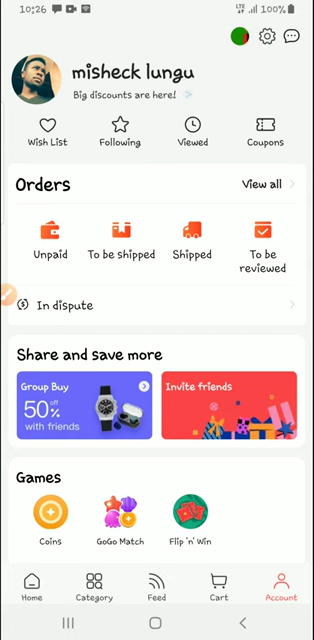 10:26
LTE
100%
misheck lungu
Big discounts are here! >
Wish List
Following
Viewed
Coupons
Orders
View all
Unpaid
To be shipped
Shipped
To be
reviewed
In dispute
Share and save more
Group Buy
50% off
with friends
Invite friends
Games
Coins
GoGo Match
Flip 'n' Win
Home
Category
Feed
Cart
Account